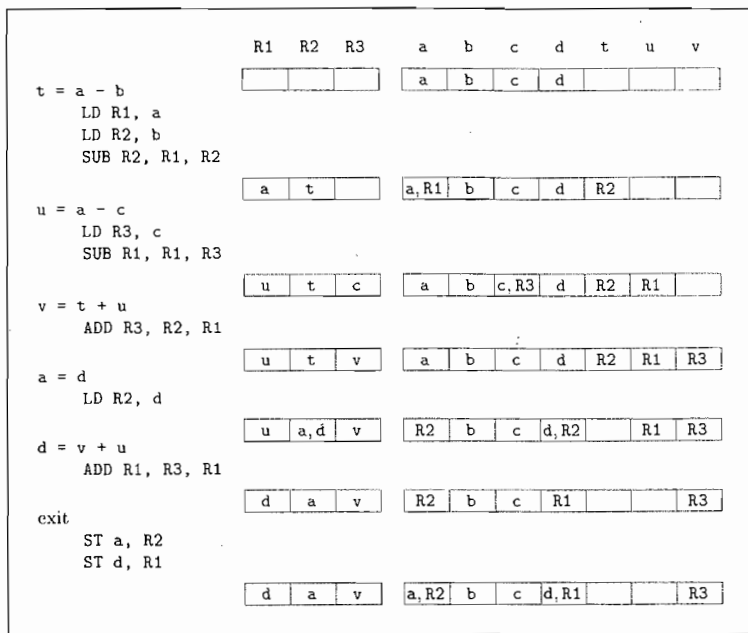 R1 R2 R3 a b c d t u v
a b c d
t = a - b
LD R1, a
LD R2, b
SUB R2, R1, R2
a t a,R1 b c d R2
u = a - c
LD R3, c
SUB R1, R1, R3
u t c a b c,R3 d R2 R1
v = t + u
ADD R3, R2, R1
u t v a b c d R2 R1 R3
a = d
LD R2, d
u a,d v R2 b c d,R2 R1 R3
d = v + u
ADD R1, R3, R1
d a v R2 b c R1 R3
exit
ST a, R2
ST d, R1
d a v a,R2 b c d,R1 R3